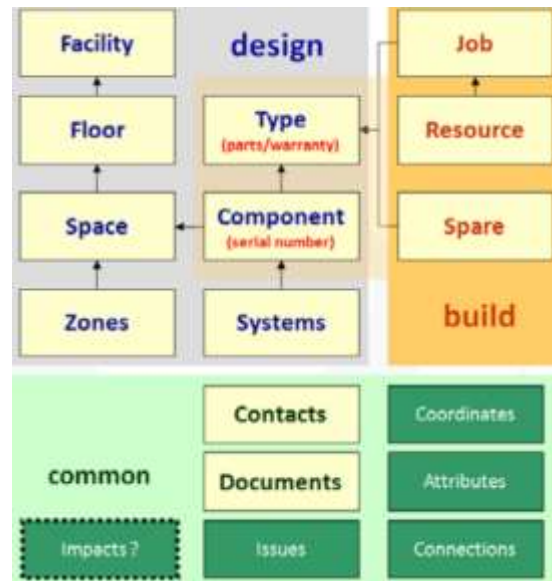 Facility
design
Job
Floor
Type
(parts/warranty)
Resource
Space
Component
(serial number)
Spare
Zones
Systems
build
Contacts
Coordinates
common
Documents
Attributes
Impacts ?
Issues
Connections